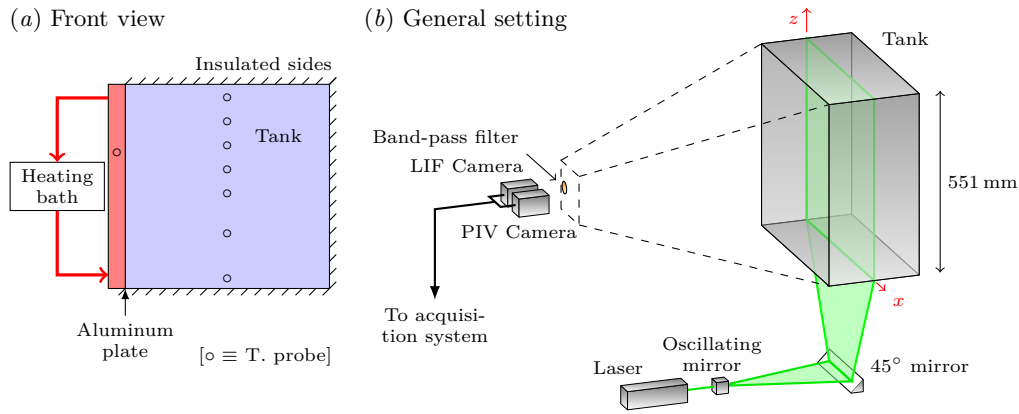 (a) Front view
Insulated sides
Tank
Heating
bath
Aluminum
plate
[○ ≡ T. probe]
(b) General setting
z
Tank
Band-pass filter
LIF Camera
PIV Camera
551 mm
To acquisi-
tion system
x
Oscillating
mirror
Laser
45° mirror